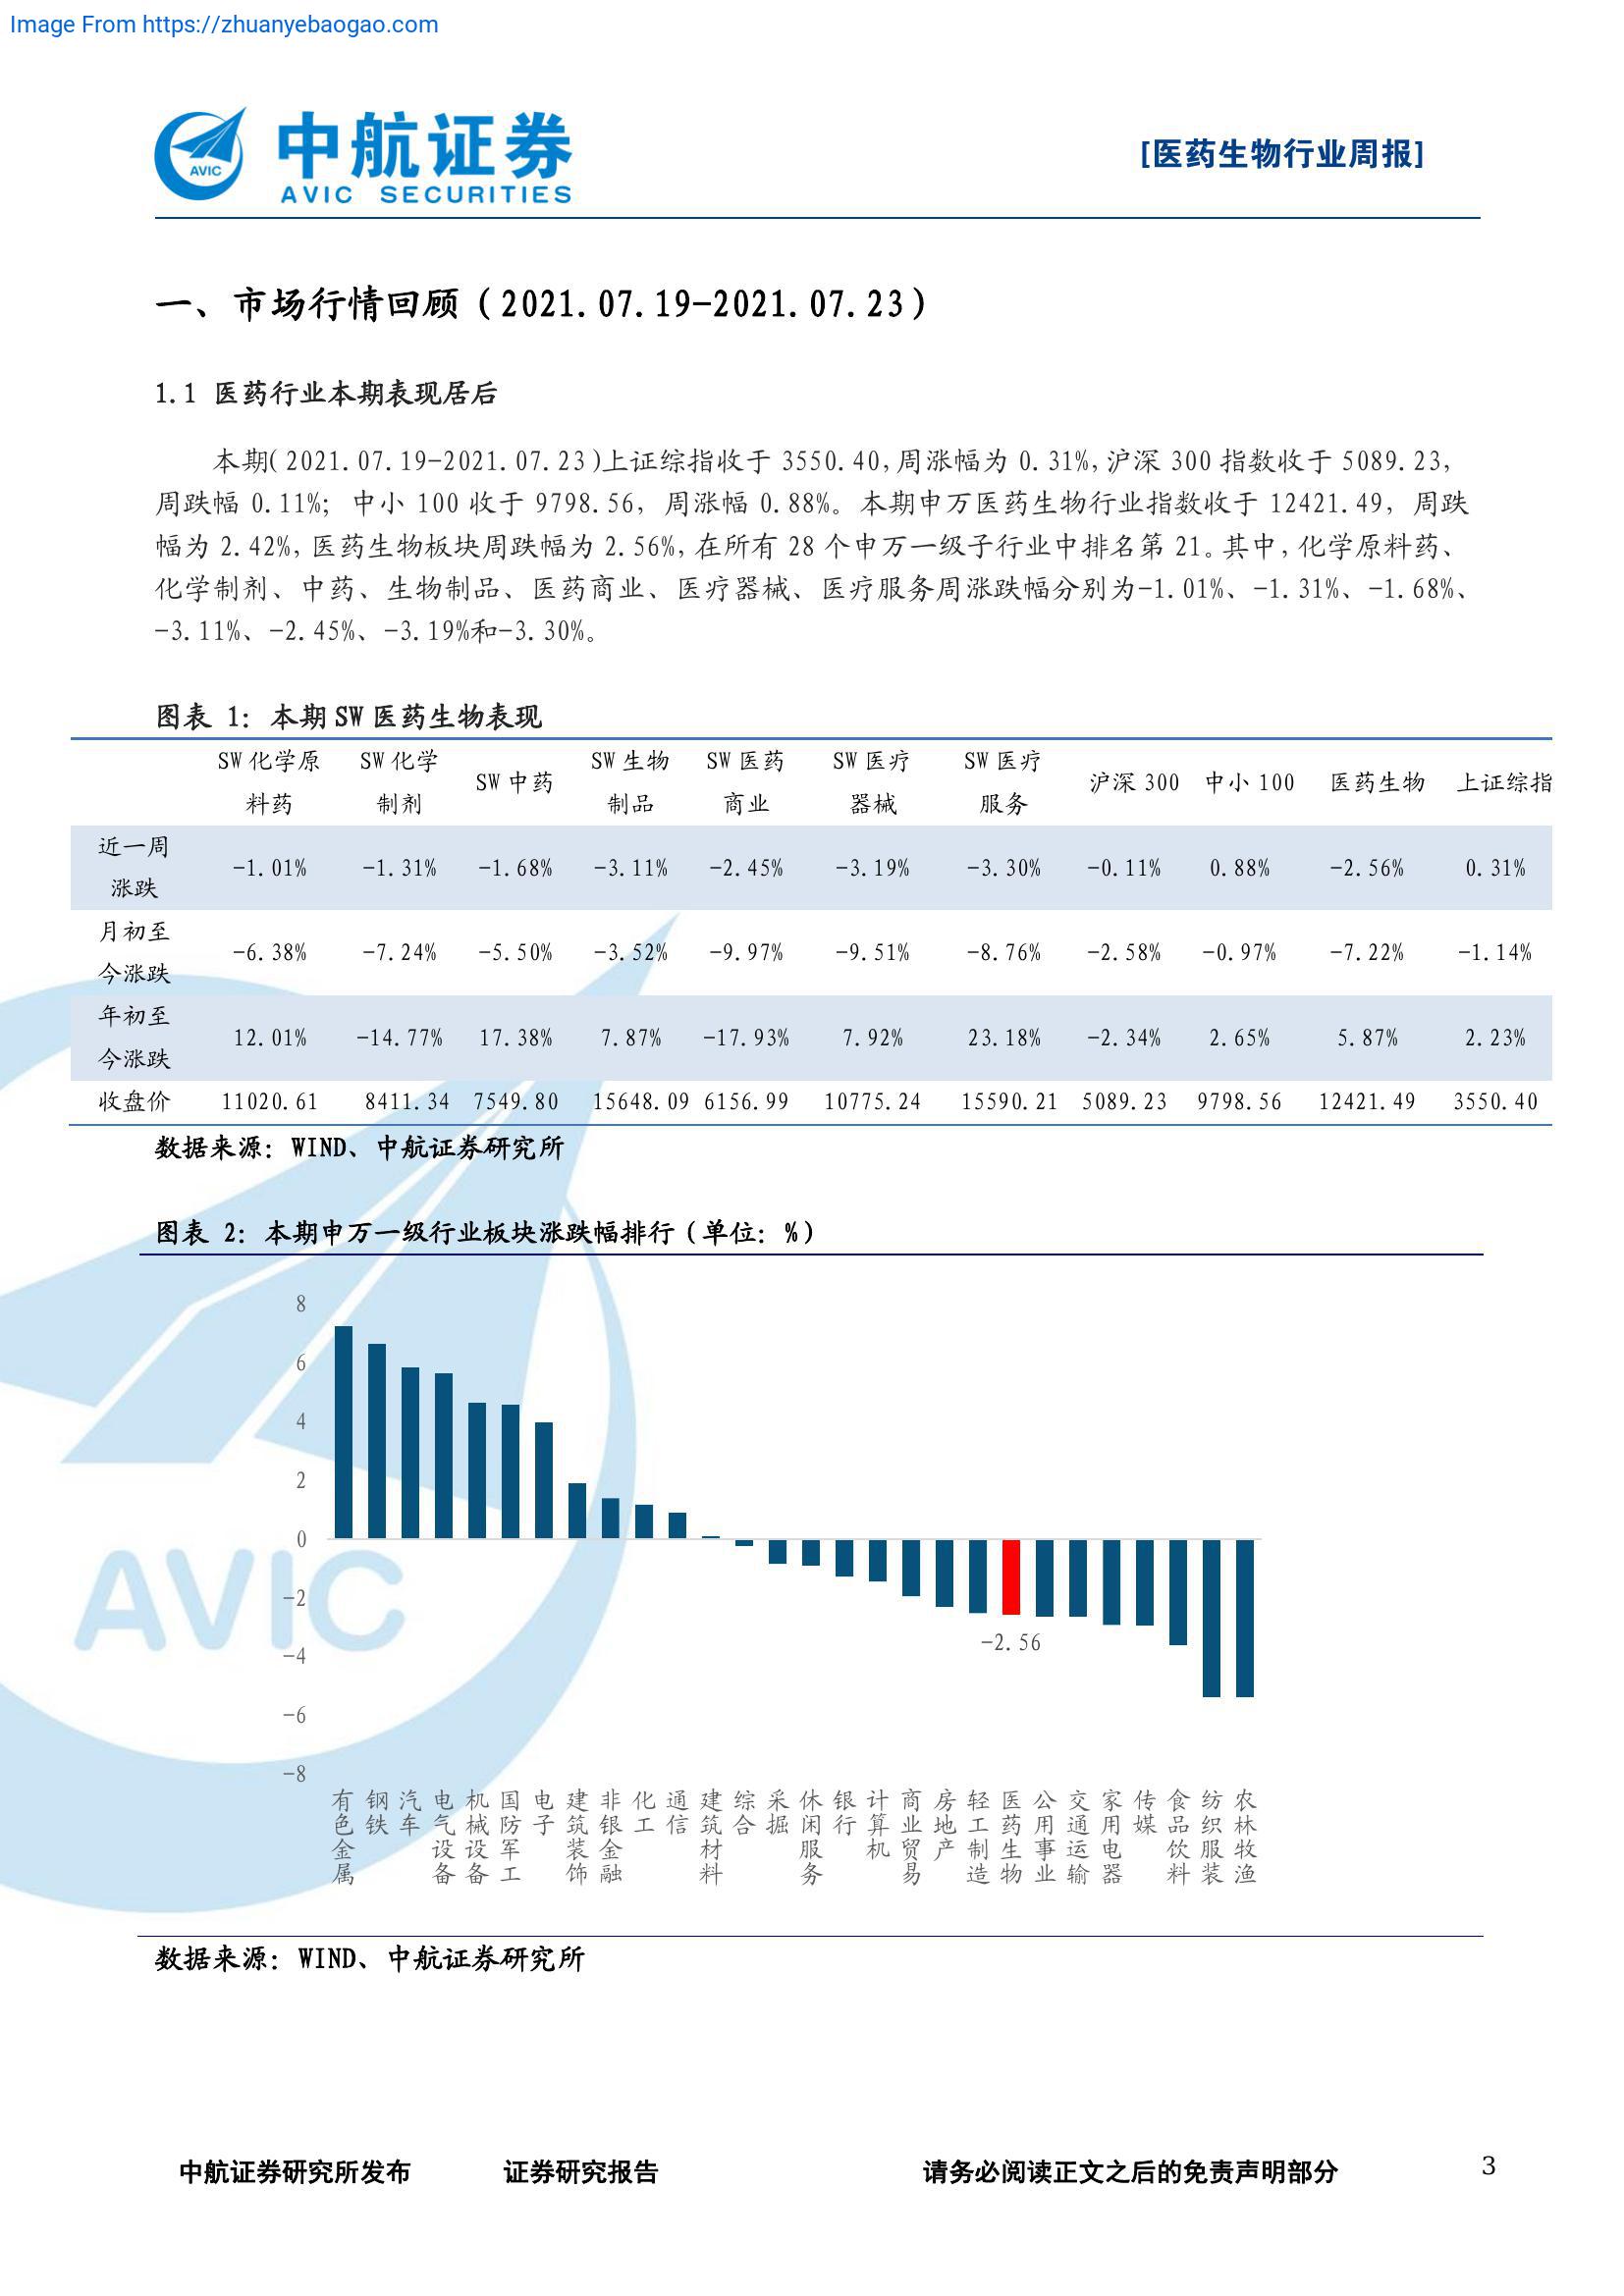 Image From https://zhuanyebaogao.com
AVIC
中航证券
AVIC SECURITIES
[医药生物行业周报]
一、市场行情回顾（2021.07.19-2021.07.23）
1.1 医药行业本期表现居后
本期(2021.07.19-2021.07.23)上证综指收于 3550.40,周涨幅为 0.31%,沪深 300 指数收于 5089.23,
周跌幅 0.11%; 中小 100 收于 9798.56, 周涨幅 0.88%。本期申万医药生物行业指数收于 12421.49, 周跌
幅为 2.42%,医药生物板块周跌幅为 2.56%,在所有 28 个申万一级子行业中排名第 21。其中,化学原料药、
化学制剂、中药、生物制品、医药商业、医疗器械、医疗服务周涨跌幅分别为-1.01%、-1.31%、-1.68%、
-3.11%、-2.45%、-3.19%和-3.30%。
图表 1: 本期 SW 医药生物表现
SW 化学原料药 SW 化学制剂 SW 中药 SW 生物制品 SW 医药商业 SW 医疗器械 SW 医疗服务 沪深 300 中小 100 医药生物 上证综指
近一周涨跌 -1.01% -1.31% -1.68% -3.11% -2.45% -3.19% -3.30% -0.11% 0.88% -2.56% 0.31%
月初至今涨跌 -6.38% -7.24% -5.50% -3.52% -9.97% -9.51% -8.76% -2.58% -0.97% -7.22% -1.14%
年初至今涨跌 12.01% -14.77% 17.38% 7.87% -17.93% 7.92% 23.18% -2.34% 2.65% 5.87% 2.23%
收盘价 11020.61 8411.34 7549.80 15648.09 6156.99 10775.24 15590.21 5089.23 9798.56 12421.49 3550.40
数据来源: WIND、中航证券研究所
图表 2: 本期申万一级行业板块涨跌幅排行（单位: %）
8
6
4
2
0
-2
-4
-6
-8
-2.56
AVIC
有色金属 钢铁 汽车 电气设备 机械设备 国防军工 电子 建筑装饰 非银金融 化工 通信 建筑材料 综合 采掘 休闲服务 银行 计算机 商业贸易 房地产 轻工制造 医药生物 公用事业 交通运输 家用电器 传媒 食品饮料 纺织服装 农林牧渔
数据来源: WIND、中航证券研究所
中航证券研究所发布 证券研究报告 请务必阅读正文之后的免责声明部分 3